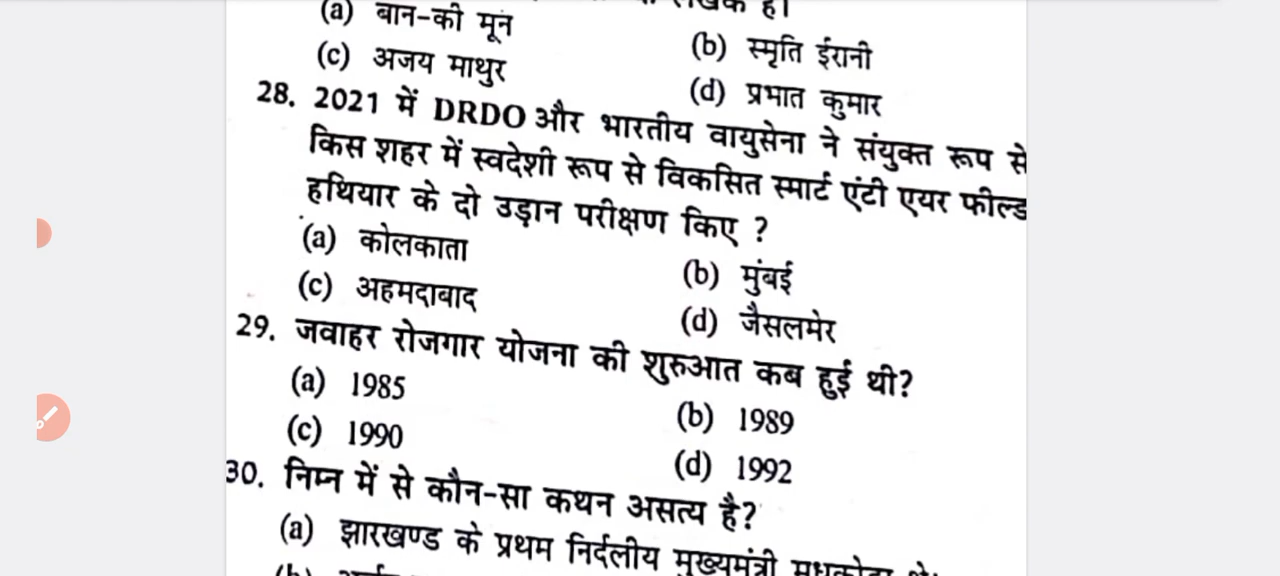 लेखक है।
(a) बान-की मून
(b) स्मृति ईरानी
(c) अजय माथुर
(d) प्रभात कुमार
28. 2021 में DRDO और भारतीय वायुसेना ने संयुक्त रूप से
किस शहर में स्वदेशी रूप से विकसित स्मार्ट एंटी एयर फील्ड
हथियार के दो उड़ान परीक्षण किए ?
(a) कोलकाता
(b) मुंबई
(c) अहमदाबाद
(d) जैसलमेर
29. जवाहर रोजगार योजना की शुरुआत कब हुई थी?
(a) 1985
(b) 1989
(c) 1990
(d) 1992
30. निम्न में से कौन-सा कथन असत्य है?
(a) झारखण्ड के प्रथम निर्दलीय मुख्यमंत्री मधुकोड़ा थे।
(b)